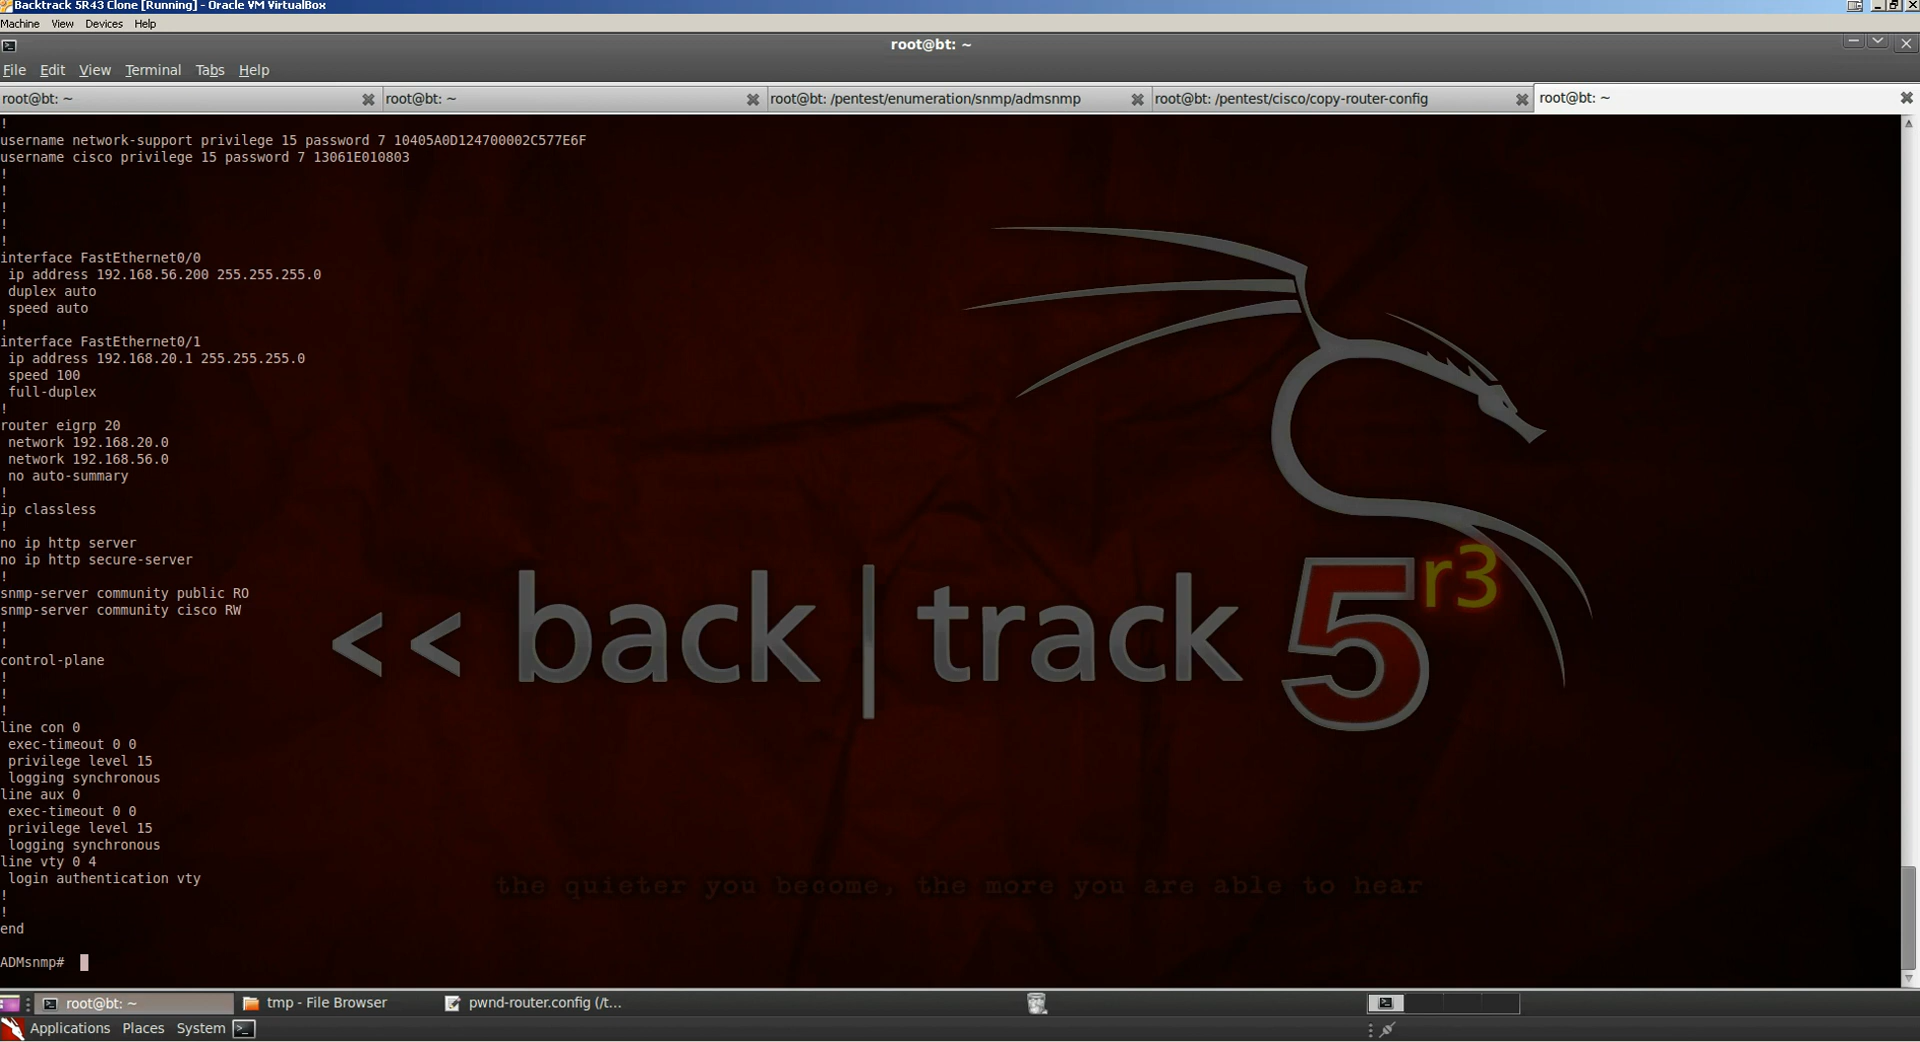 Backtrack 5R43 Clone [Running] - Oracle VM VirtualBox
Machine View Devices Help
root@bt: ~
File Edit View Terminal Tabs Help
root@bt: ~ root@bt: ~ root@bt: /pentest/enumeration/snmp/admsnmp root@bt: /pentest/cisco/copy-router-config root@bt: ~
!
username network-support privilege 15 password 7 10405A0D124700002C577E6F
username cisco privilege 15 password 7 13061E010803
!
!
!
!
!
interface FastEthernet0/0
 ip address 192.168.56.200 255.255.255.0
 duplex auto
 speed auto
!
interface FastEthernet0/1
 ip address 192.168.20.1 255.255.255.0
 speed 100
 full-duplex
!
router eigrp 20
 network 192.168.20.0
 network 192.168.56.0
 no auto-summary
!
ip classless
!
no ip http server
no ip http secure-server
!
snmp-server community public RO
snmp-server community cisco RW
!
!
control-plane
!
!
!
line con 0
 exec-timeout 0 0
 privilege level 15
 logging synchronous
line aux 0
 exec-timeout 0 0
 privilege level 15
 logging synchronous
line vty 0 4
 login authentication vty
!
!
end
ADMsnmp#
<< back | track 5 r3
the quieter you become, the more you are able to hear
root@bt: ~ tmp - File Browser pwnd-router.config (/t...
Applications Places System